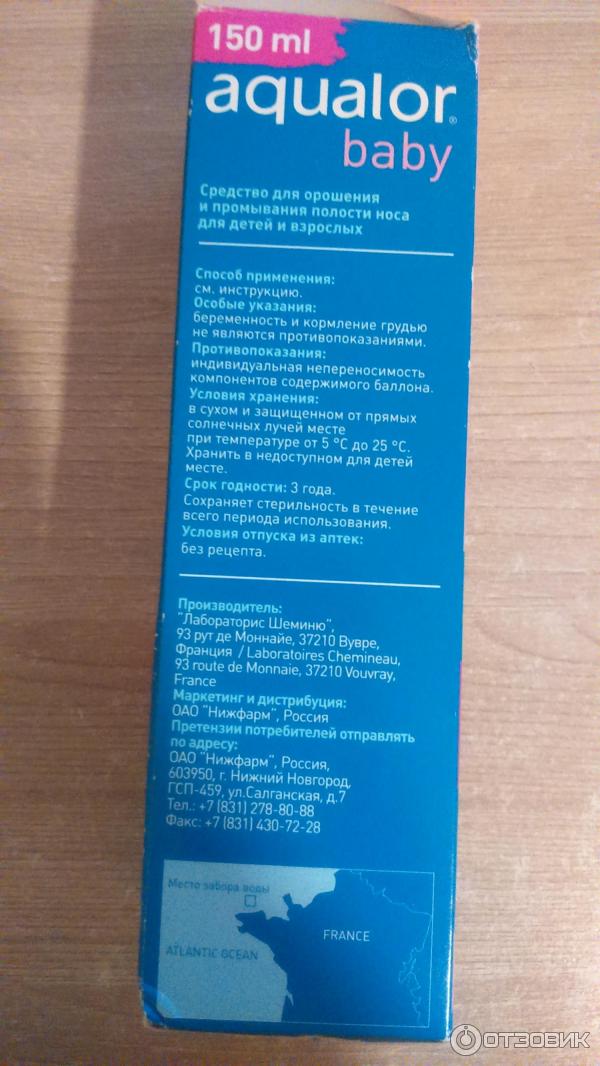 150 ml
aqualor®
baby
Средство для орошения
и промывания полости носа
для детей и взрослых
Способ применения:
см. инструкцию.
Особые указания:
беременность и кормление грудью
не являются противопоказаниями.
Противопоказания:
индивидуальная непереносимость
компонентов содержимого баллона.
Условия хранения:
в сухом и защищенном от прямых
солнечных лучей месте
при температуре от 5 °C до 25 °C.
Хранить в недоступном для детей
месте.
Срок годности: 3 года.
Сохраняет стерильность в течение
всего периода использования.
Условия отпуска из аптек:
без рецепта.
Производитель:
"Лабораторис Шеминю",
93 рут де Моннайе, 37210 Вувре,
Франция / Laboratoires Chemineau,
93 route de Monnaie, 37210 Vouvray,
France
Маркетинг и дистрибуция:
ОАО "Нижфарм", Россия
Претензии потребителей отправлять
по адресу:
ОАО "Нижфарм", Россия,
603950, г. Нижний Новгород,
ГСП-459, ул.Салганская, д.7
Тел.: +7 (831) 278-80-88
Факс: +7 (831) 430-72-28
Место забора воды
FRANCE
ATLANTIC OCEAN
ОТЗОВИК